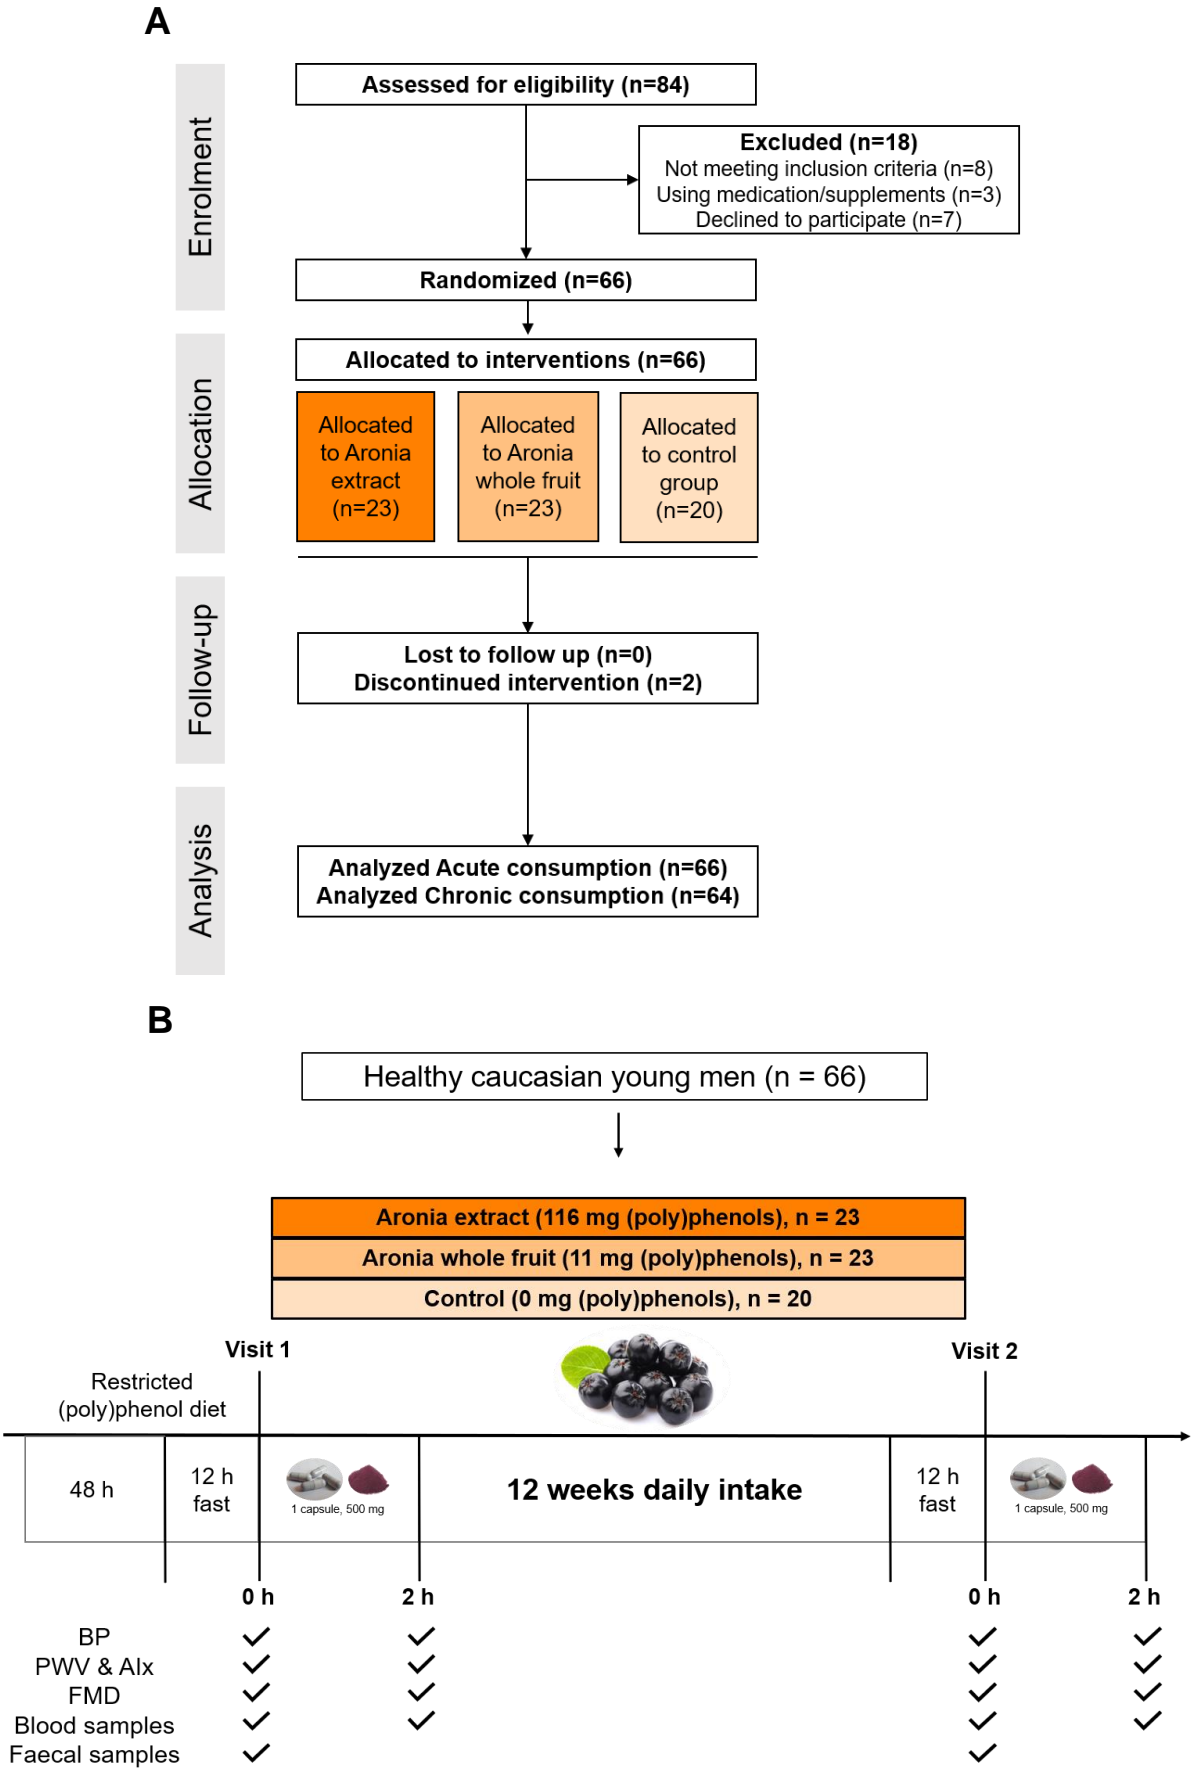 A
Enrolment
Assessed for eligibility (n=84)
Excluded (n=18)
Not meeting inclusion criteria (n=8)
Using medication/supplements (n=3)
Declined to participate (n=7)
Randomized (n=66)
Allocation
Allocated to interventions (n=66)
Allocated
to Aronia
extract
(n=23)
Allocated
to Aronia
whole fruit
(n=23)
Allocated
to control
group
(n=20)
Follow-up
Lost to follow up (n=0)
Discontinued intervention (n=2)
Analysis
Analyzed Acute consumption (n=66)
Analyzed Chronic consumption (n=64)
B
Healthy caucasian young men (n = 66)
Aronia extract (116 mg (poly)phenols), n = 23
Aronia whole fruit (11 mg (poly)phenols), n = 23
Control (0 mg (poly)phenols), n = 20
Visit 1
Visit 2
Restricted
(poly)phenol diet
48 h
12 h
fast
1 capsule, 500 mg
12 weeks daily intake
12 h
fast
1 capsule, 500 mg
0 h
2 h
0 h
2 h
BP
PWV & AIx
FMD
Blood samples
Faecal samples